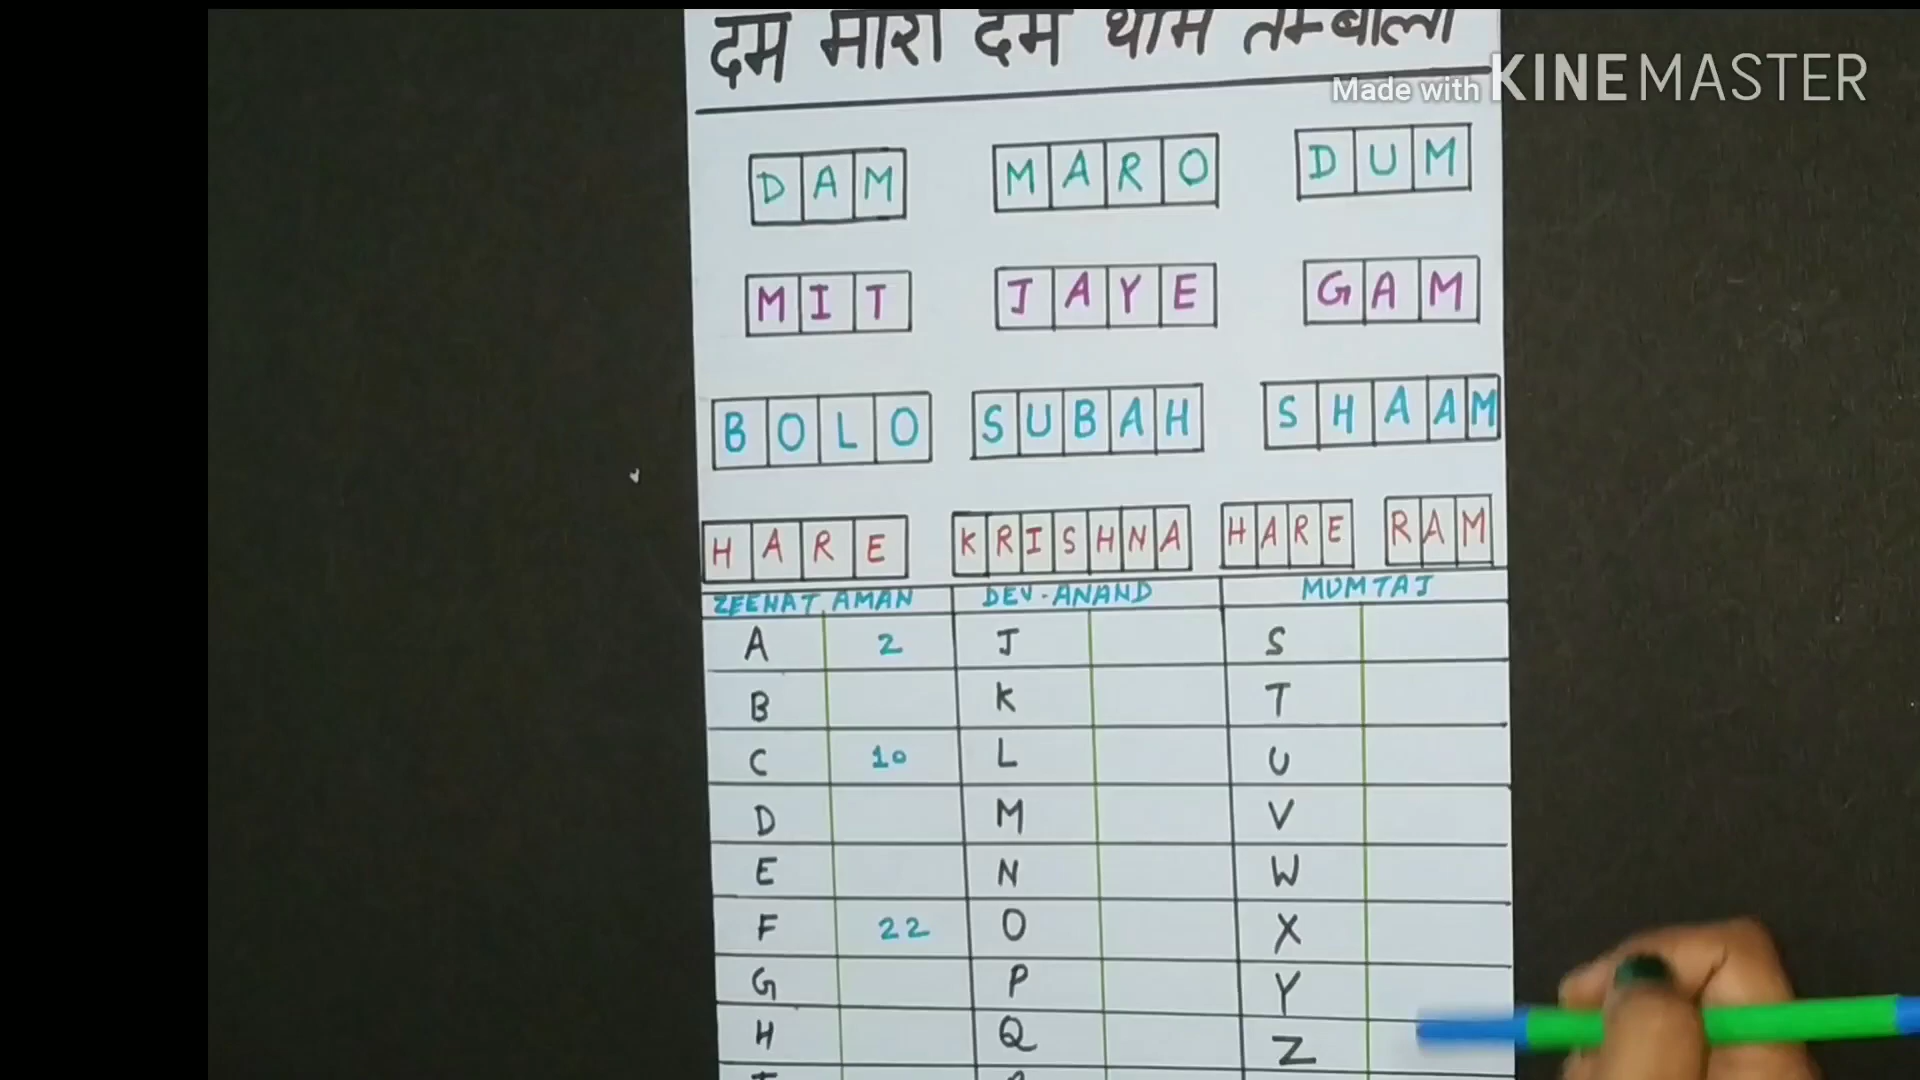 दम मारो दम थीम तम्बोला
Made with KINEMASTER
DAM MARO DUM
MIT JAYE GAM
BOLO SUBAH SHAAM
HARE KRISHNA HARE RAM
ZEENAT AMAN DEV-ANAND MUMTAJ
A 2 J S
B K T
C 10 L U
D M V
E N W
F 22 O X
G P Y
H Q Z